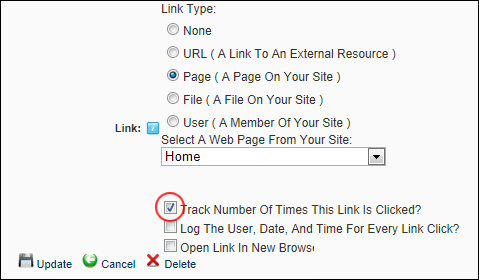 Link Type:
None
URL ( A Link To An External Resource )
Page ( A Page On Your Site )
File ( A File On Your Site )
User ( A Member Of Your Site )
Link:
Select A Web Page From Your Site:
Home
Track Number Of Times This Link Is Clicked?
Log The User, Date, And Time For Every Link Click?
Open Link In New Browse
Update Cancel Delete